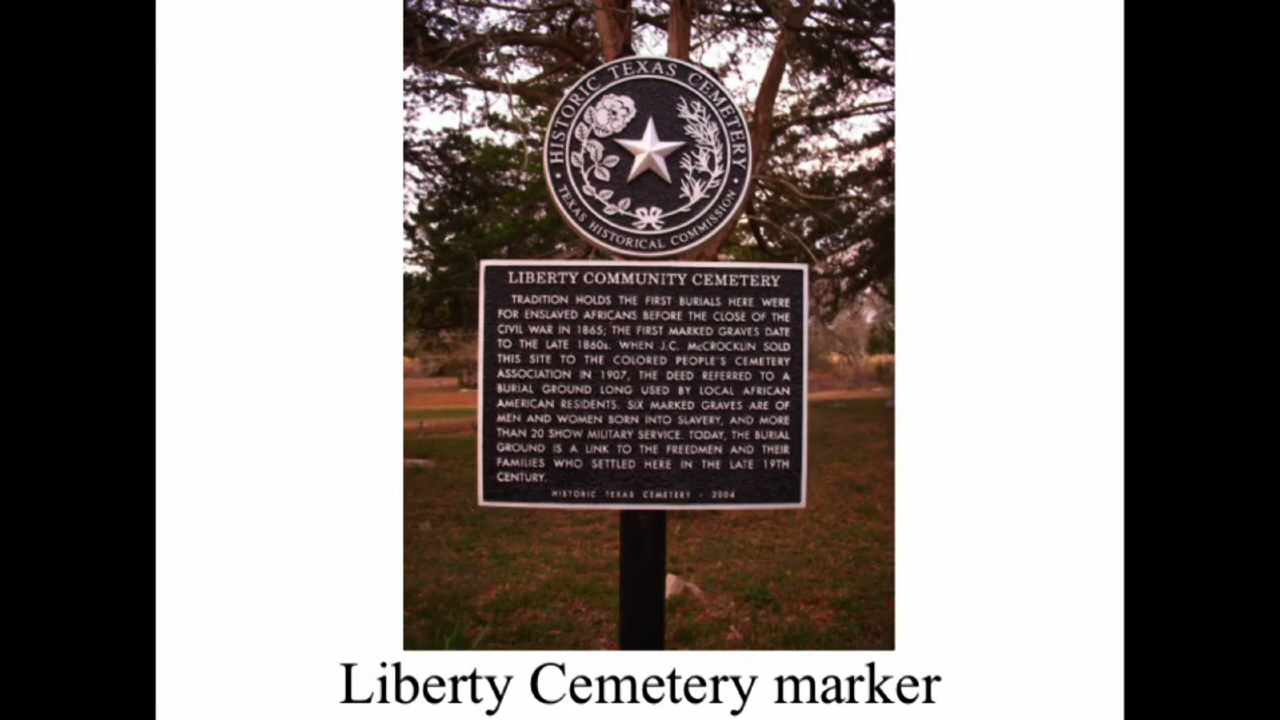 HISTORIC TEXAS CEMETERY
• TEXAS HISTORICAL COMMISSION •
LIBERTY COMMUNITY CEMETERY
TRADITION HOLDS THE FIRST BURIALS HERE WERE
FOR ENSLAVED AFRICANS BEFORE THE CLOSE OF THE
CIVIL WAR IN 1865; THE FIRST MARKED GRAVES DATE
TO THE LATE 1860s. WHEN J.C. McCROCKLIN SOLD
THIS SITE TO THE COLORED PEOPLE'S CEMETERY
ASSOCIATION IN 1907, THE DEED REFERRED TO A
BURIAL GROUND LONG USED BY LOCAL AFRICAN
AMERICAN RESIDENTS. SIX MARKED GRAVES ARE OF
MEN AND WOMEN BORN INTO SLAVERY, AND MORE
THAN 20 SHOW MILITARY SERVICE. TODAY, THE BURIAL
GROUND IS A LINK TO THE FREEDMEN AND THEIR
FAMILIES WHO SETTLED HERE IN THE LATE 19TH
CENTURY.
HISTORIC TEXAS CEMETERY - 2004
Liberty Cemetery marker